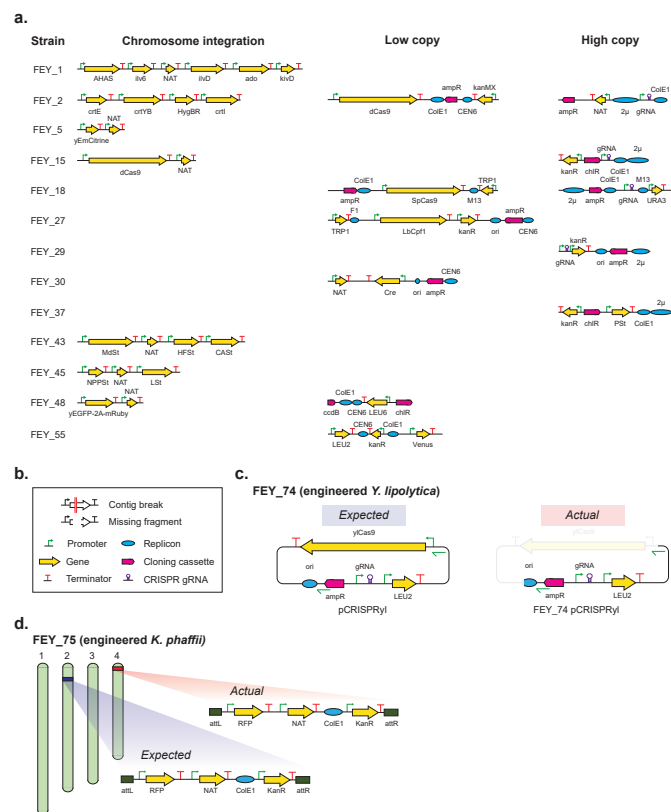 a.
Strain Chromosome integration Low copy High copy
FEY_1
AHAS ilv6 NAT ilvD ado kivD
FEY_2
crtE crtYB HygBR crtI
dCas9 ColE1 ampR CEN6 kanMX
ampR NAT 2μ gRNA ColE1
FEY_5
yEmCitrine NAT
FEY_15
dCas9 NAT
kanR chlR gRNA ColE1 2μ
FEY_18
ampR ColE1 SpCas9 M13 TRP1
2μ ampR ColE1 gRNA M13 URA3
FEY_27
TRP1 F1 LbCpf1 kanR ori ampR CEN6
FEY_29
gRNA kanR ori ampR 2μ
FEY_30
NAT Cre ori ampR CEN6
FEY_37
kanR chlR PSt ColE1 2μ
FEY_43
MdSt NAT HFSt CASt
FEY_45
NPPSt NAT LSt
FEY_48
yEGFP-2A-mRuby NAT
ccdB ColE1 CEN6 LEU6 chlR
FEY_55
LEU2 CEN6 kanR ColE1 Venus
b.
Contig break
Missing fragment
Promoter Replicon
Gene Cloning cassette
Terminator CRISPR gRNA
c.
FEY_74 (engineered Y. lipolytica)
Expected Actual
ylCas9 ylCas9
ori gRNA ori gRNA
ampR LEU2 ampR LEU2
pCRISPRyl FEY_74 pCRISPRyl
d.
FEY_75 (engineered K. phaffii)
1 2 3 4
Actual
attL RFP NAT ColE1 KanR attR
Expected
attL RFP NAT ColE1 KanR attR